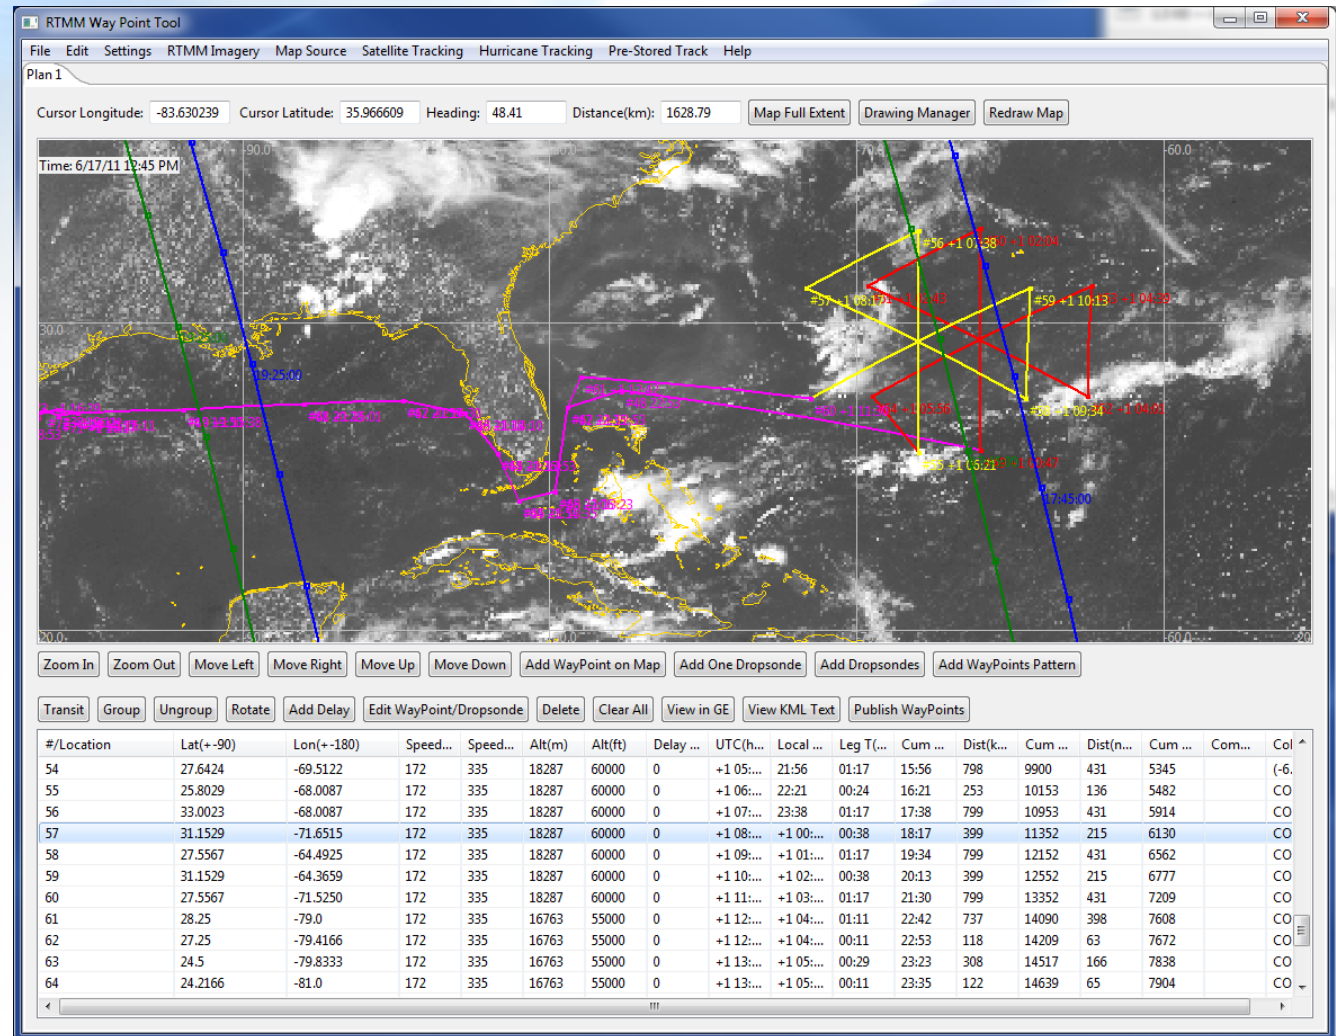 RTMM Way Point Tool
File Edit Settings RTMM Imagery Map Source Satellite Tracking Hurricane Tracking Pre-Stored Track Help
Plan 1
Cursor Longitude: -83.630239 Cursor Latitude: 35.966609 Heading: 48.41 Distance(km): 1628.79 Map Full Extent Drawing Manager Redraw Map
-90.0 -60.0
Time: 6/17/11 12:45 PM
#56 +1 07:38
#57 +1 08:17 #59 +1 10:13
30.0
19:25:00
+1 09:34
17:45:00
20.0 -60.0
Zoom In Zoom Out Move Left Move Right Move Up Move Down Add WayPoint on Map Add One Dropsonde Add Dropsondes Add WayPoints Pattern
Transit Group Ungroup Rotate Add Delay Edit WayPoint/Dropsonde Delete Clear All View in GE View KML Text Publish WayPoints
#/Location Lat(+-90) Lon(+-180) Speed... Speed... Alt(m) Alt(ft) Delay ... UTC(h... Local ... Leg T(... Cum ... Dist(k... Cum ... Dist(n... Cum ... Com... Col
54 27.6424 -69.5122 172 335 18287 60000 0 +1 05:... 21:56 01:17 15:56 798 9900 431 5345 (-6.
55 25.8029 -68.0087 172 335 18287 60000 0 +1 06:... 22:21 00:24 16:21 253 10153 136 5482 CO
56 33.0023 -68.0087 172 335 18287 60000 0 +1 07:... 23:38 01:17 17:38 799 10953 431 5914 CO
57 31.1529 -71.6515 172 335 18287 60000 0 +1 08:... +1 00:... 00:38 18:17 399 11352 215 6130 CO
58 27.5567 -64.4925 172 335 18287 60000 0 +1 09:... +1 01:... 01:17 19:34 799 12152 431 6562 CO
59 31.1529 -64.3659 172 335 18287 60000 0 +1 10:... +1 02:... 00:38 20:13 399 12552 215 6777 CO
60 27.5567 -71.5250 172 335 18287 60000 0 +1 11:... +1 03:... 01:17 21:30 799 13352 431 7209 CO
61 28.25 -79.0 172 335 16763 55000 0 +1 12:... +1 04:... 01:11 22:42 737 14090 398 7608 CO
62 27.25 -79.4166 172 335 16763 55000 0 +1 12:... +1 04:... 00:11 22:53 118 14209 63 7672 CO
63 24.5 -79.8333 172 335 16763 55000 0 +1 13:... +1 05:... 00:29 23:23 308 14517 166 7838 CO
64 24.2166 -81.0 172 335 16763 55000 0 +1 13:... +1 05:... 00:11 23:35 122 14639 65 7904 CO